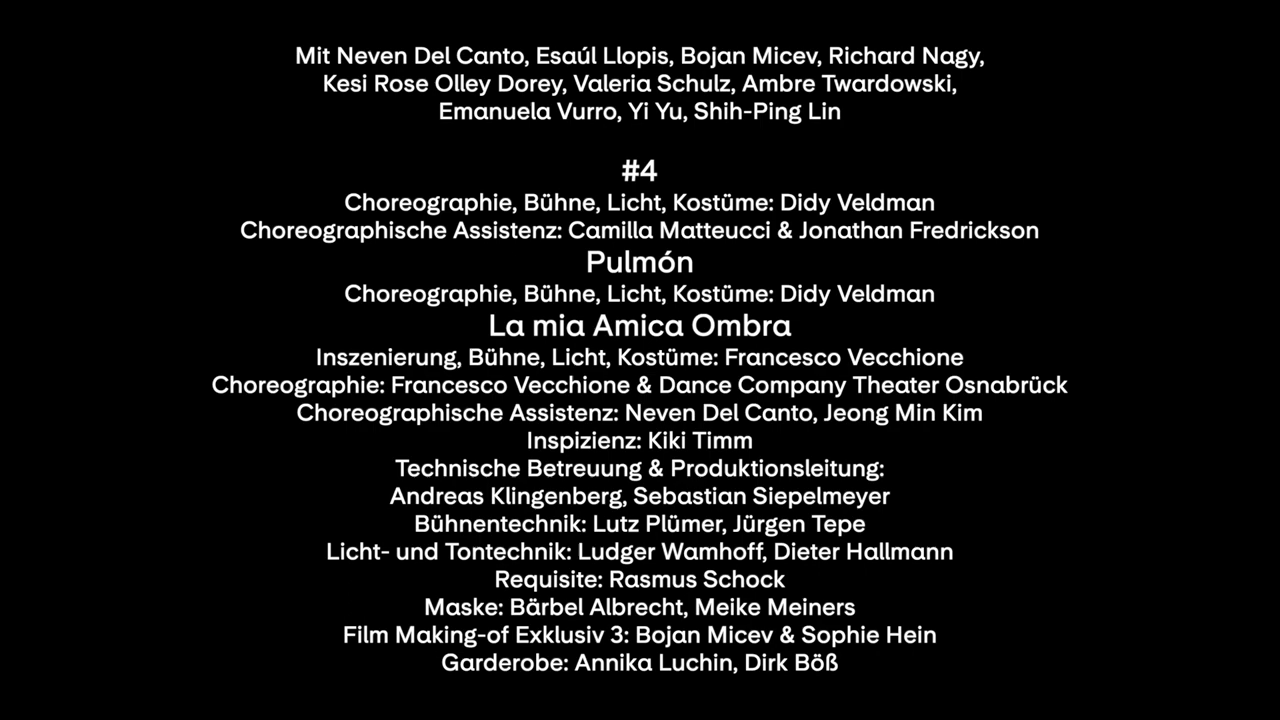 Mit Neven Del Canto, Esaúl Llopis, Bojan Micev, Richard Nagy,
Kesi Rose Olley Dorey, Valeria Schulz, Ambre Twardowski,
Emanuela Vurro, Yi Yu, Shih-Ping Lin
#4
Choreographie, Bühne, Licht, Kostüme: Didy Veldman
Choreographische Assistenz: Camilla Matteucci & Jonathan Fredrickson
Pulmón
Choreographie, Bühne, Licht, Kostüme: Didy Veldman
La mia Amica Ombra
Inszenierung, Bühne, Licht, Kostüme: Francesco Vecchione
Choreographie: Francesco Vecchione & Dance Company Theater Osnabrück
Choreographische Assistenz: Neven Del Canto, Jeong Min Kim
Inspizienz: Kiki Timm
Technische Betreuung & Produktionsleitung:
Andreas Klingenberg, Sebastian Siepelmeyer
Bühnentechnik: Lutz Plümer, Jürgen Tepe
Licht- und Tontechnik: Ludger Wamhoff, Dieter Hallmann
Requisite: Rasmus Schock
Maske: Bärbel Albrecht, Meike Meiners
Film Making-of Exklusiv 3: Bojan Micev & Sophie Hein
Garderobe: Annika Luchin, Dirk Böß